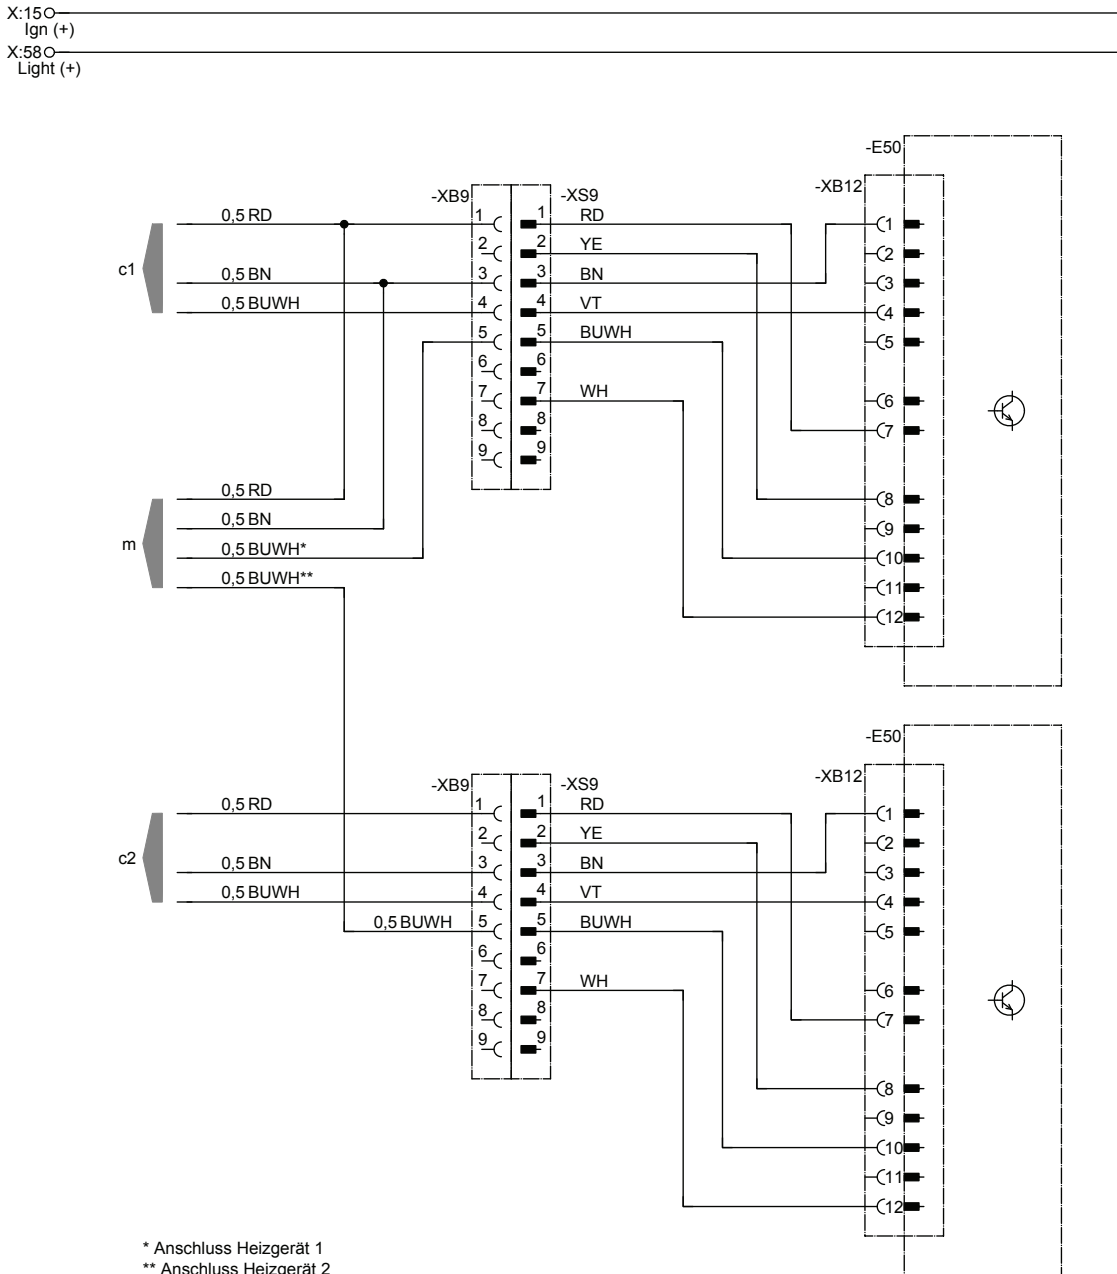 X:15
Ign (+)
X:58
Light (+)
-E50
-XB12
-XB9
-XS9
c1
0,5 RD
1
1
RD
1
2
2
YE
2
0,5 BN
3
3
BN
3
0,5 BUWH
4
4
VT
4
5
5
BUWH
5
6
6
7
7
WH
6
8
8
7
9
9
m
0,5 RD
8
0,5 BN
9
0,5 BUWH*
10
0,5 BUWH**
11
12
-E50
-XB12
-XB9
-XS9
c2
0,5 RD
1
1
RD
1
2
2
YE
2
0,5 BN
3
3
BN
3
0,5 BUWH
4
4
VT
4
0,5 BUWH
5
5
BUWH
5
6
6
7
7
WH
6
8
8
7
9
9
8
9
10
11
12
* Anschluss Heizgerät 1
** Anschluss Heizgerät 2